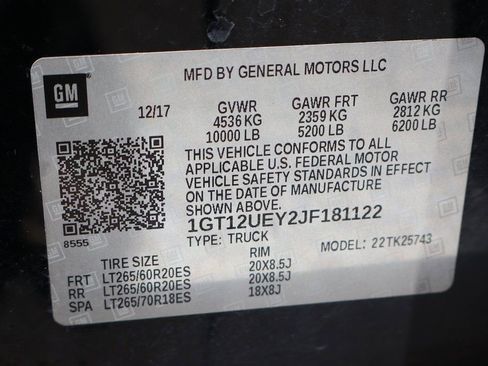 MFD BY GENERAL MOTORS LLC
GM
12/17 GVWR GAWR FRT GAWR RR
4536 KG 2359 KG 2812 KG
10000 LB 5200 LB 6200 LB
THIS VEHICLE CONFORMS TO ALL
APPLICABLE U.S. FEDERAL MOTOR
VEHICLE SAFETY STANDARDS IN EFFECT
ON THE DATE OF MANUFACTURE
SHOWN ABOVE.
1GT12UEY2JF181122
8555
TYPE: TRUCK MODEL: 22TK25743
TIRE SIZE RIM
FRT LT265/60R20ES 20X8.5J
RR LT265/60R20ES 20X8.5J
SPA LT265/70R18ES 18X8J